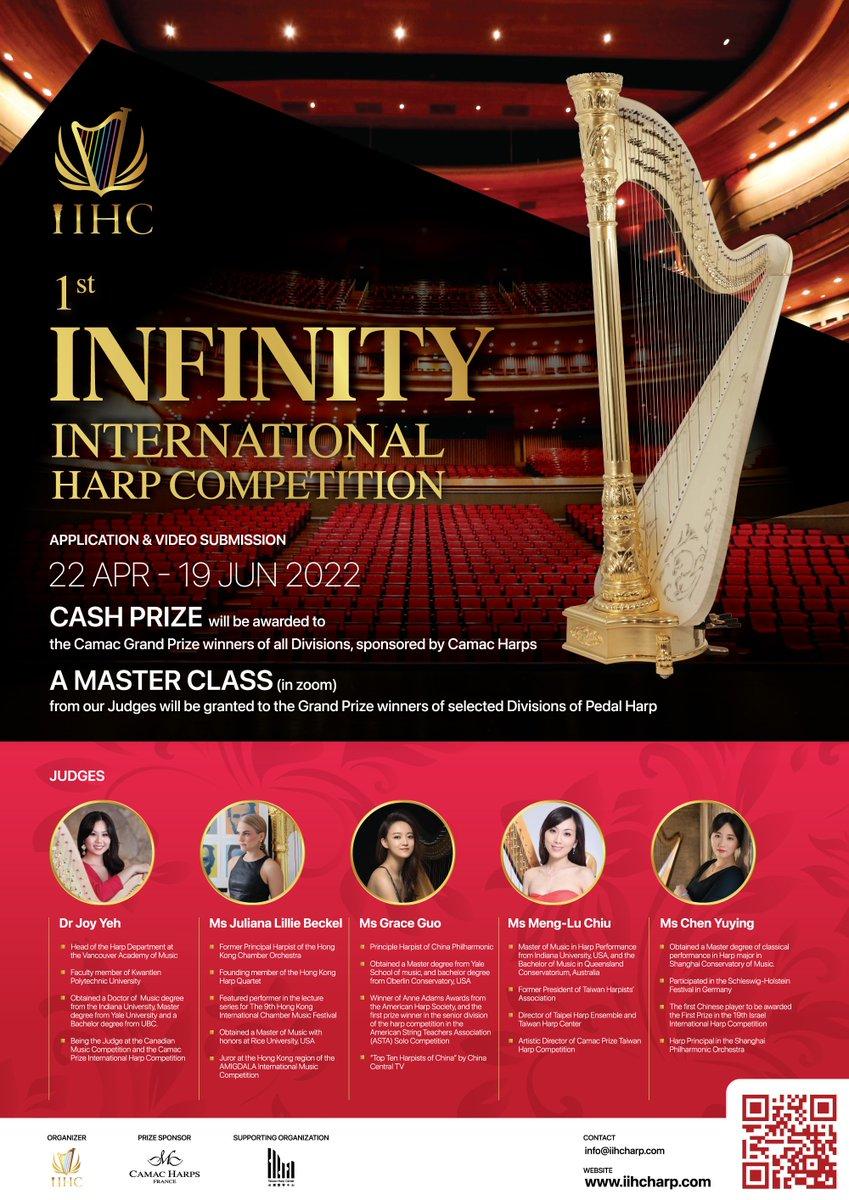 IIHC
1st
INFINITY
INTERNATIONAL
HARP COMPETITION
APPLICATION & VIDEO SUBMISSION
22 APR - 19 JUN 2022
CASH PRIZE will be awarded to
the Camac Grand Prize winners of all Divisions, sponsored by Camac Harps
A MASTER CLASS (in zoom)
from our Judges will be granted to the Grand Prize winners of selected Divisions of Pedal Harp
JUDGES
Dr Joy Yeh
Head of the Harp Department at
the Vancouver Academy of Music
Faculty member of Kwantlen
Polytechnic University
Obtained a Doctor of Music degree
from the Indiana University, Master
degree from Yale University and a
Bachelor degree from UBC.
Being the Judge at the Canadian
Music Competition and the Camac
Prize International Harp Competition
Ms Juliana Lillie Beckel
Former Principal Harpist of the Hong
Kong Chamber Orchestra
Founding member of the Hong Kong
Harp Quartet
Featured performer in the lecture
series for The 9th Hong Kong
International Chamber Music Festival
Obtained a Master of Music with
honors at Rice University, USA
Juror at the Hong Kong region of the
AMIGDALA International Music
Competition
Ms Grace Guo
Principle Harpist of China Philharmonic
Obtained a Master degree from Yale
School of music, and bachelor degree
from Oberlin Conservatory, USA
Winner of Anne Adams Awards from
the American Harp Society, and the
first prize winner in the senior division
of the harp competition in the
American String Teachers Association
(ASTA) Solo Competition
"Top Ten Harpists of China" by China
Central TV
Ms Meng-Lu Chiu
Master of Music in Harp Performance
from Indiana University, USA, and the
Bachelor of Music in Queensland
Conservatorium, Australia
Former President of Taiwan Harpists'
Association
Director of Taipei Harp Ensemble and
Taiwan Harp Center
Artistic Director of Camac Prize Taiwan
Harp Competition
Ms Chen Yuying
Obtained a Master degree of classical
performance in Harp major in
Shanghai Conservatory of Music.
Participated in the Schleswig-Holstein
Festival in Germany
The first Chinese player to be awarded
the First Prize in the 19th Israel
International Harp Competition
Harp Principal in the Shanghai
Philharmonic Orchestra
ORGANIZER
IIHC
PRIZE SPONSOR
CAMAC HARPS
FRANCE
SUPPORTING ORGANIZATION
Taiwan Harp Center
CONTACT
info@iihcharp.com
WEBSITE
www.iihcharp.com